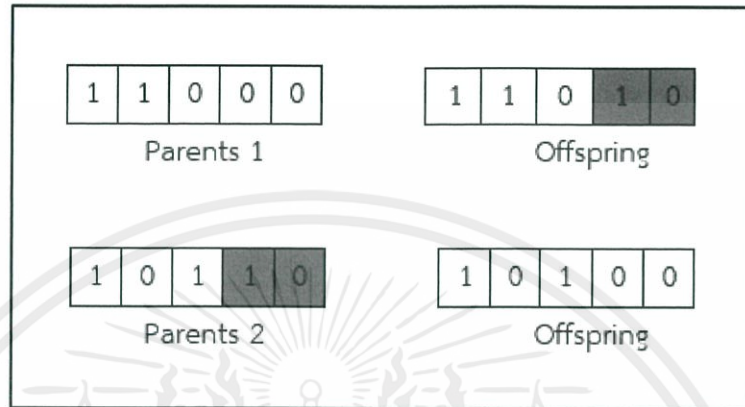 1 1 0 0 0 1 1 0 1 0
Parents 1 Offspring
1 0 1 1 0 1 0 1 0 0
Parents 2 Offspring